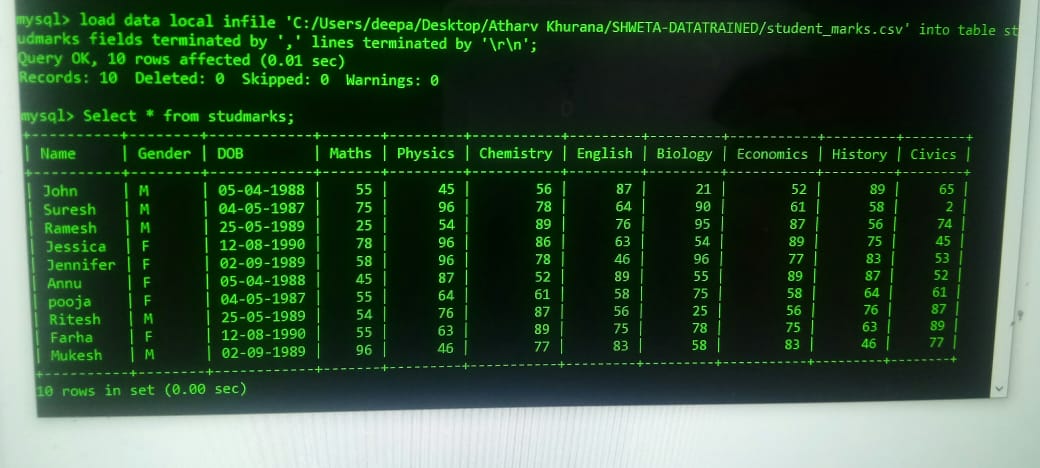 mysql> load data local infile 'C:/Users/deepa/Desktop/Atharv Khurana/SHWETA-DATATRAINED/student_marks.csv' into table st
udmarks fields terminated by ',' lines terminated by '\r\n';
Query OK, 10 rows affected (0.01 sec)
Records: 10  Deleted: 0  Skipped: 0  Warnings: 0
mysql> Select * from studmarks;
+----------+--------+------------+-------+---------+-----------+---------+---------+-----------+---------+--------+
| Name     | Gender | DOB        | Maths | Physics | Chemistry | English | Biology | Economics | History | Civics |
+----------+--------+------------+-------+---------+-----------+---------+---------+-----------+---------+--------+
| John     | M      | 05-04-1988 |    55 |      45 |        56 |      87 |      21 |        52 |      89 |     65 |
| Suresh   | M      | 04-05-1987 |    75 |      96 |        78 |      64 |      90 |        61 |      58 |      2 |
| Ramesh   | M      | 25-05-1989 |    25 |      54 |        89 |      76 |      95 |        87 |      56 |     74 |
| Jessica  | F      | 12-08-1990 |    78 |      96 |        86 |      63 |      54 |        89 |      75 |     45 |
| Jennifer | F      | 02-09-1989 |    58 |      96 |        78 |      46 |      96 |        77 |      83 |     53 |
| Annu     | F      | 05-04-1988 |    45 |      87 |        52 |      89 |      55 |        89 |      87 |     52 |
| pooja    | F      | 04-05-1987 |    55 |      64 |        61 |      58 |      75 |        58 |      64 |     61 |
| Ritesh   | M      | 25-05-1989 |    54 |      76 |        87 |      56 |      25 |        56 |      76 |     87 |
| Farha    | F      | 12-08-1990 |    55 |      63 |        89 |      75 |      78 |        75 |      63 |     89 |
| Mukesh   | M      | 02-09-1989 |    96 |      46 |        77 |      83 |      58 |        83 |      46 |     77 |
+----------+--------+------------+-------+---------+-----------+---------+---------+-----------+---------+--------+
10 rows in set (0.00 sec)